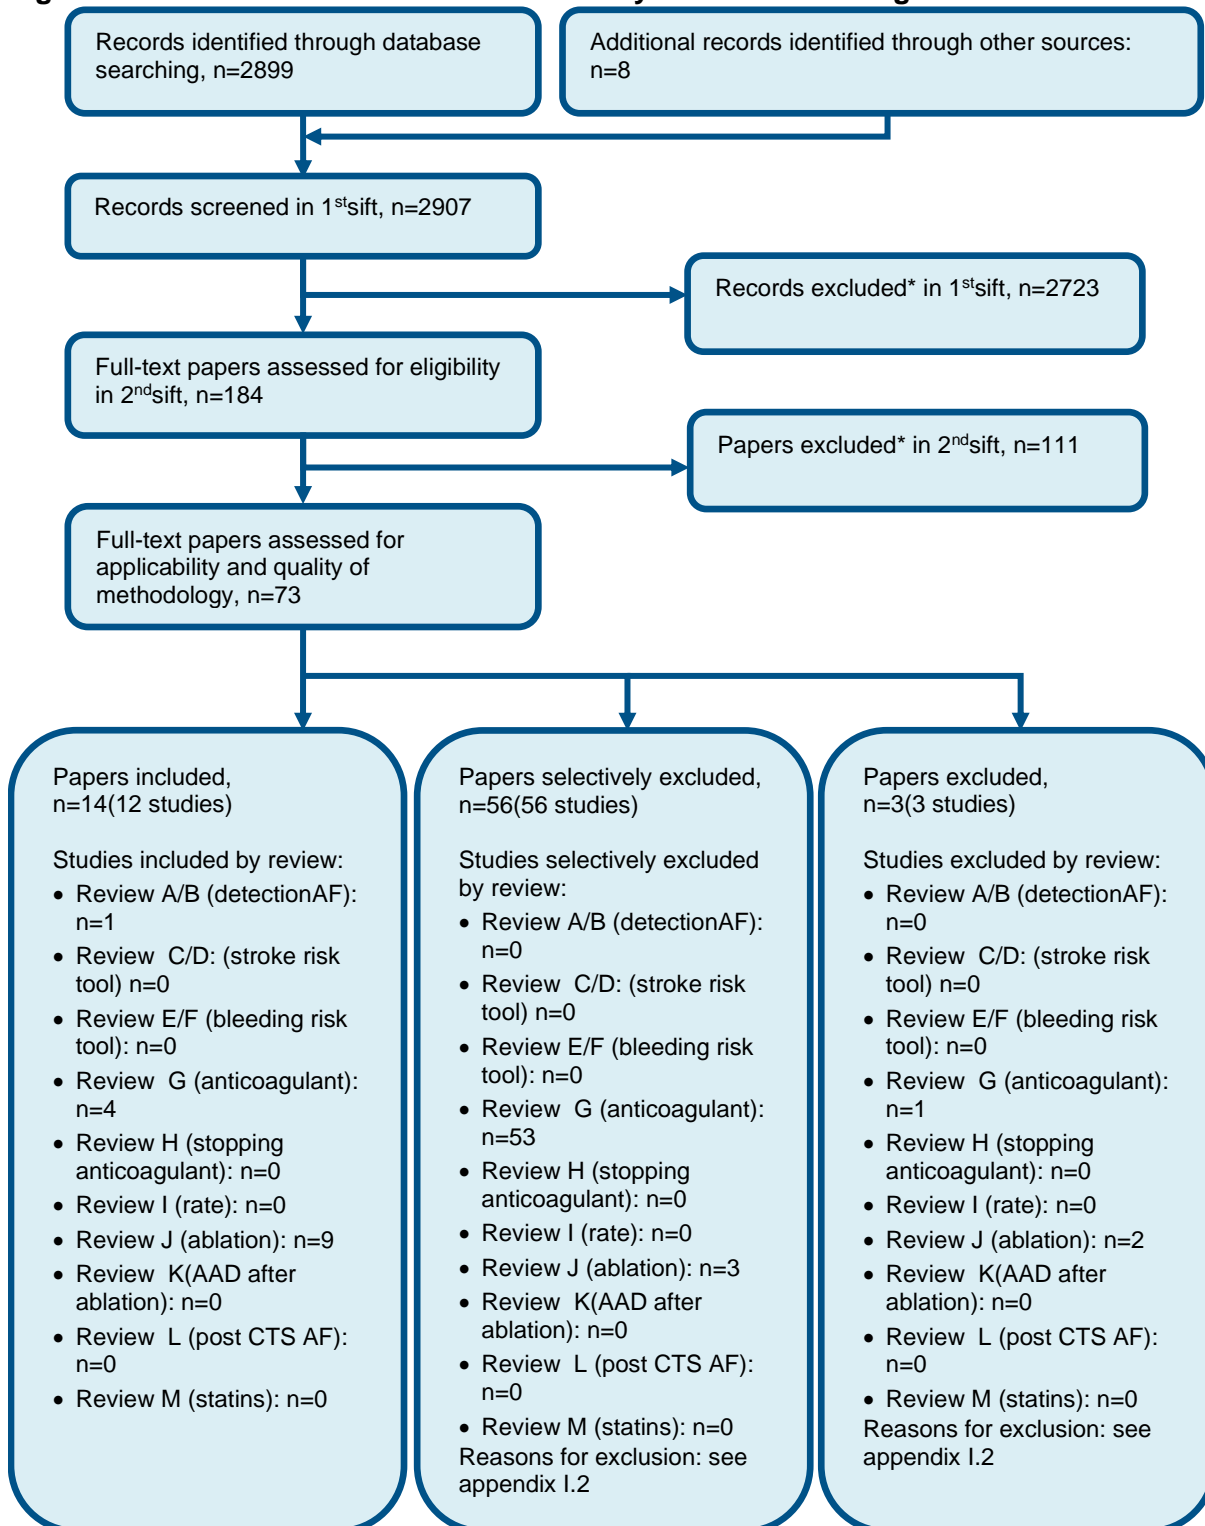 Records identified through database
searching, n=2899
Additional records identified through other sources:
n=8
Records screened in 1stsift, n=2907
Records excluded* in 1stsift, n=2723
Full-text papers assessed for eligibility
in 2ndsift, n=184
Papers excluded* in 2ndsift, n=111
Full-text papers assessed for
applicability and quality of
methodology, n=73
Papers included,
n=14(12 studies)
Studies included by review:
• Review A/B (detectionAF):
n=1
• Review C/D: (stroke risk
tool) n=0
• Review E/F (bleeding risk
tool): n=0
• Review G (anticoagulant):
n=4
• Review H (stopping
anticoagulant): n=0
• Review I (rate): n=0
• Review J (ablation): n=9
• Review K(AAD after
ablation): n=0
• Review L (post CTS AF):
n=0
• Review M (statins): n=0
Papers selectively excluded,
n=56(56 studies)
Studies selectively excluded
by review:
• Review A/B (detectionAF):
n=0
• Review C/D: (stroke risk
tool) n=0
• Review E/F (bleeding risk
tool): n=0
• Review G (anticoagulant):
n=53
• Review H (stopping
anticoagulant): n=0
• Review I (rate): n=0
• Review J (ablation): n=3
• Review K(AAD after
ablation): n=0
• Review L (post CTS AF):
n=0
• Review M (statins): n=0
Reasons for exclusion: see
appendix I.2
Papers excluded,
n=3(3 studies)
Studies excluded by review:
• Review A/B (detectionAF):
n=0
• Review C/D: (stroke risk
tool) n=0
• Review E/F (bleeding risk
tool): n=0
• Review G (anticoagulant):
n=1
• Review H (stopping
anticoagulant): n=0
• Review I (rate): n=0
• Review J (ablation): n=2
• Review K(AAD after
ablation): n=0
• Review L (post CTS AF):
n=0
• Review M (statins): n=0
Reasons for exclusion: see
appendix I.2